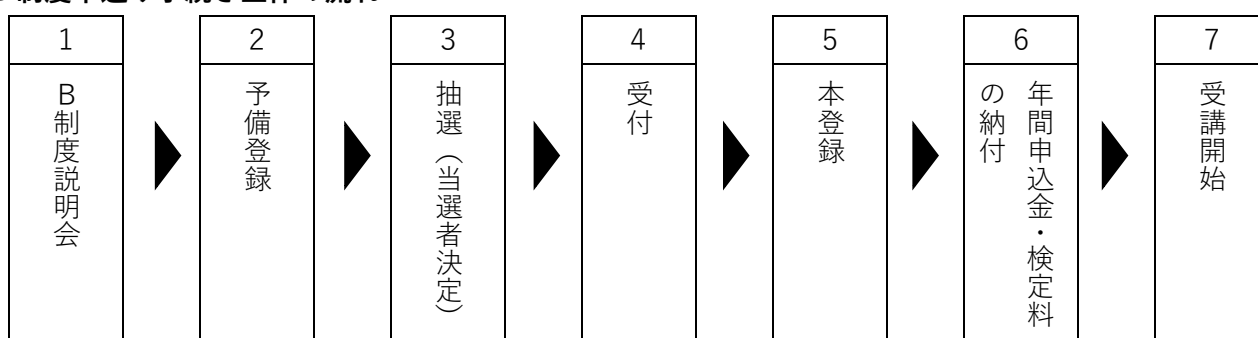 1
B制度説明会
2
予備登録
3
抽選（当選者決定）
4
受付
5
本登録
6
年間申込金・検定料
の納付
7
受講開始